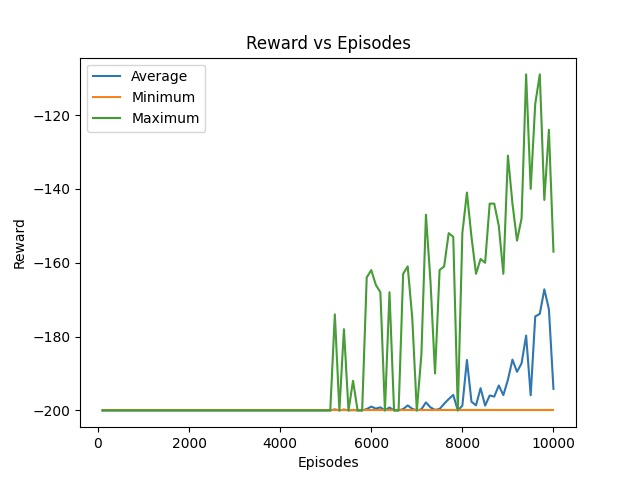 Reward vs Episodes
Average
Minimum
Maximum
−120
−140
−160
−180
−200
Reward
0 2000 4000 6000 8000 10000
Episodes